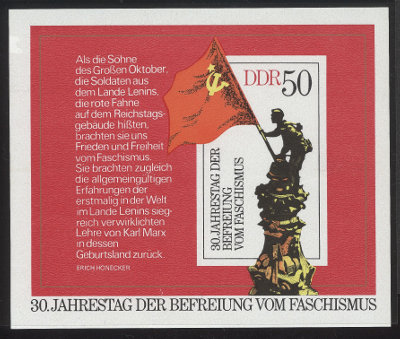 Als die Söhne
des Großen Oktober,
die Soldaten aus
dem Lande Lenins,
die rote Fahne
auf dem Reichstags-
gebäude hißten,
brachten sie uns
Frieden und Freiheit
vom Faschismus.
Sie brachten zugleich
die allgemeingültigen
Erfahrungen der
erstmalig in der Welt
im Lande Lenins sieg-
reich verwirklichten
Lehre von Karl Marx
in dessen
Geburtsland zurück.
ERICH HONECKER
DDR 50
30. JAHRESTAG DER
BEFREIUNG
VOM FASCHISMUS
30. JAHRESTAG DER BEFREIUNG VOM FASCHISMUS